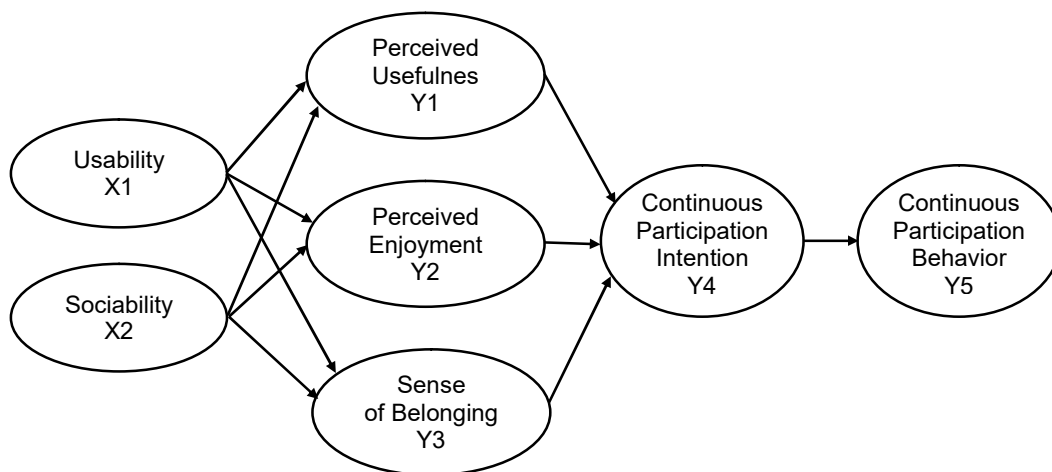 Perceived
Usefulnes
Y1
Usability
X1
Perceived
Enjoyment
Y2
Continuous
Participation
Intention
Y4
Continuous
Participation
Behavior
Y5
Sociability
X2
Sense
of Belonging
Y3